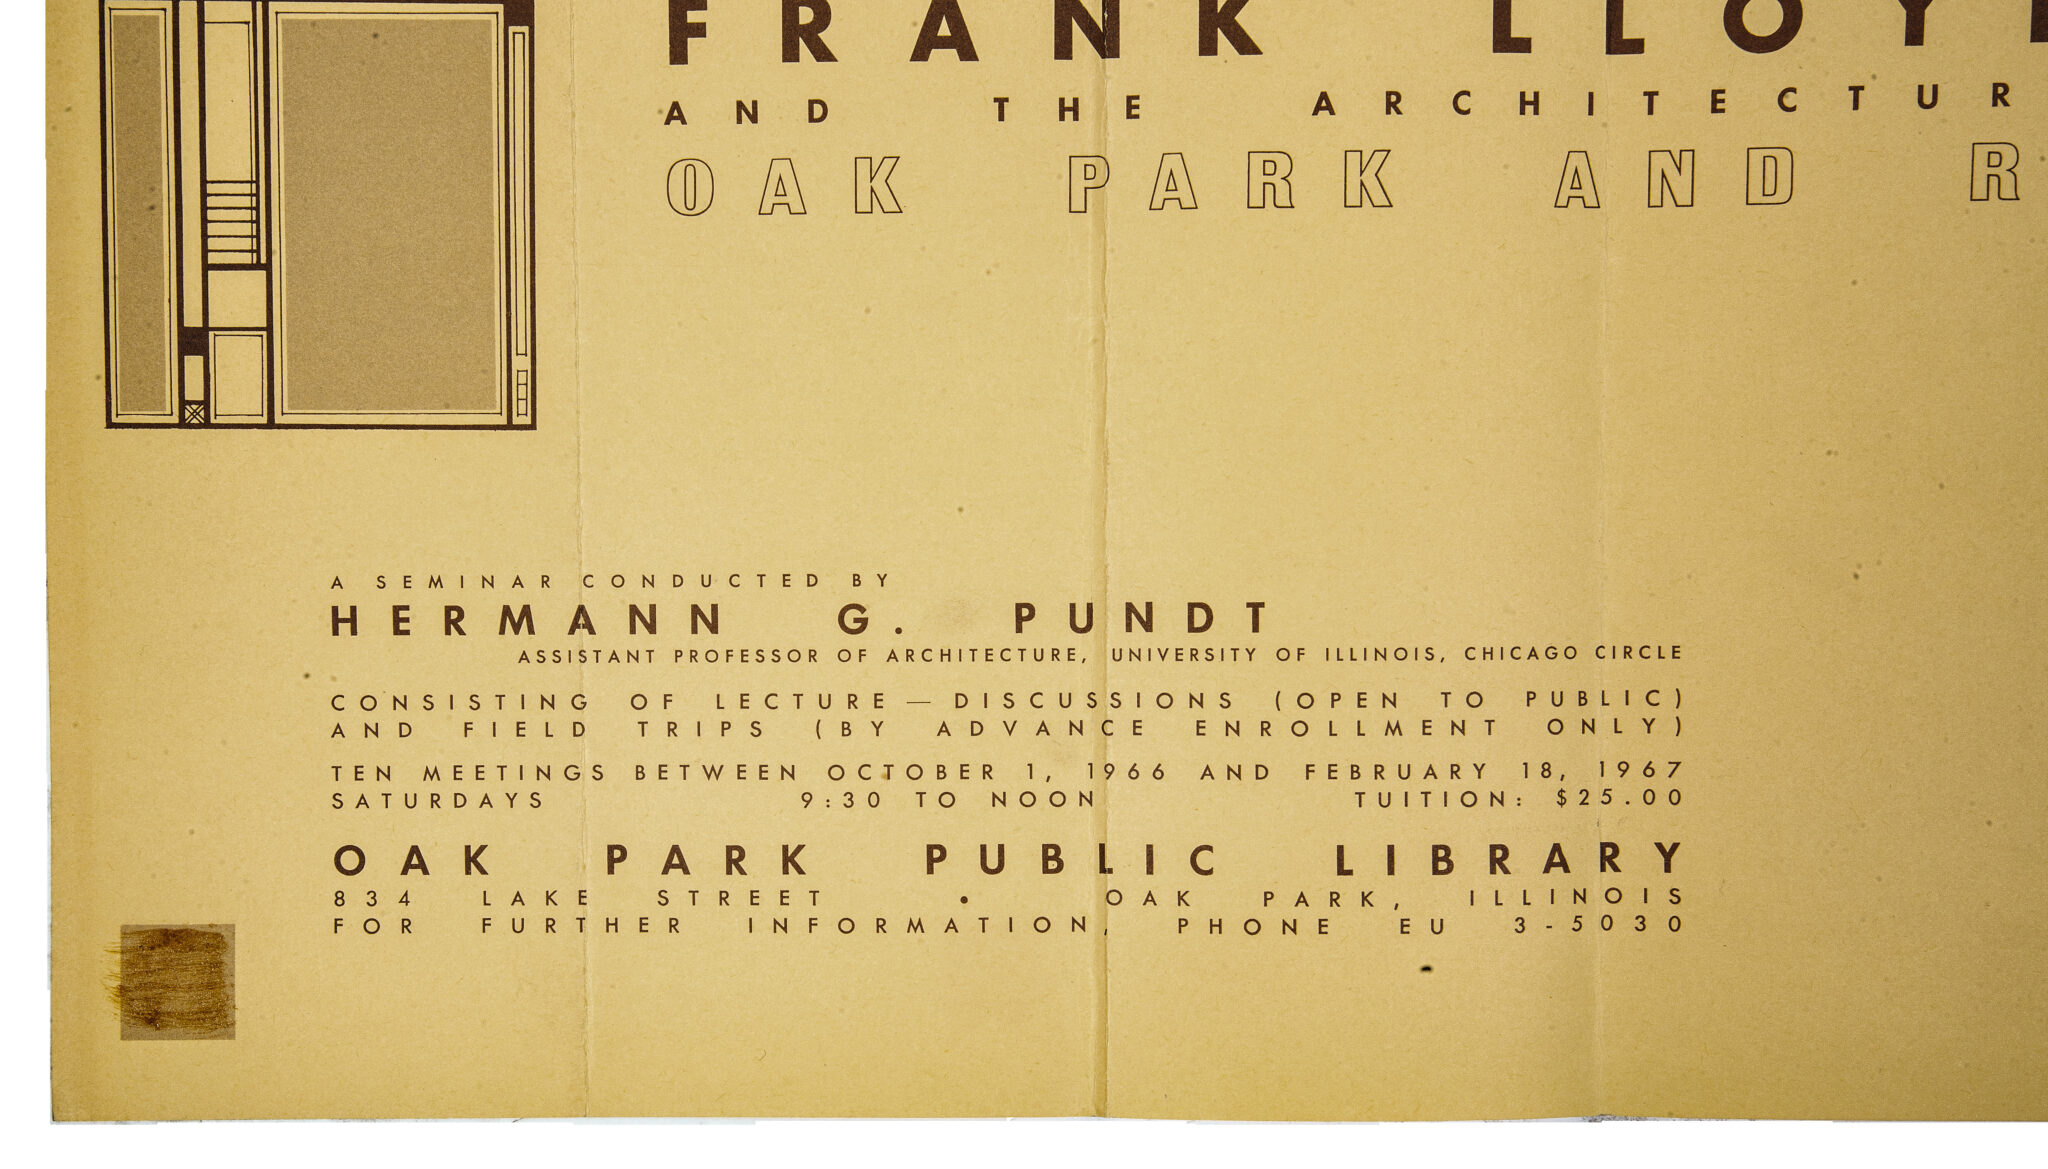 FRANK LLOY
AND THE ARCHITECTUR
OAK PARK AND R
A SEMINAR CONDUCTED BY
HERMANN G. PUNDT
ASSISTANT PROFESSOR OF ARCHITECTURE, UNIVERSITY OF ILLINOIS, CHICAGO CIRCLE
CONSISTING OF LECTURE — DISCUSSIONS (OPEN TO PUBLIC)
AND FIELD TRIPS (BY ADVANCE ENROLLMENT ONLY)
TEN MEETINGS BETWEEN OCTOBER 1, 1966 AND FEBRUARY 18, 1967
SATURDAYS 9:30 TO NOON TUITION: $25.00
OAK PARK PUBLIC LIBRARY
834 LAKE STREET • OAK PARK, ILLINOIS
FOR FURTHER INFORMATION, PHONE EU 3-5030